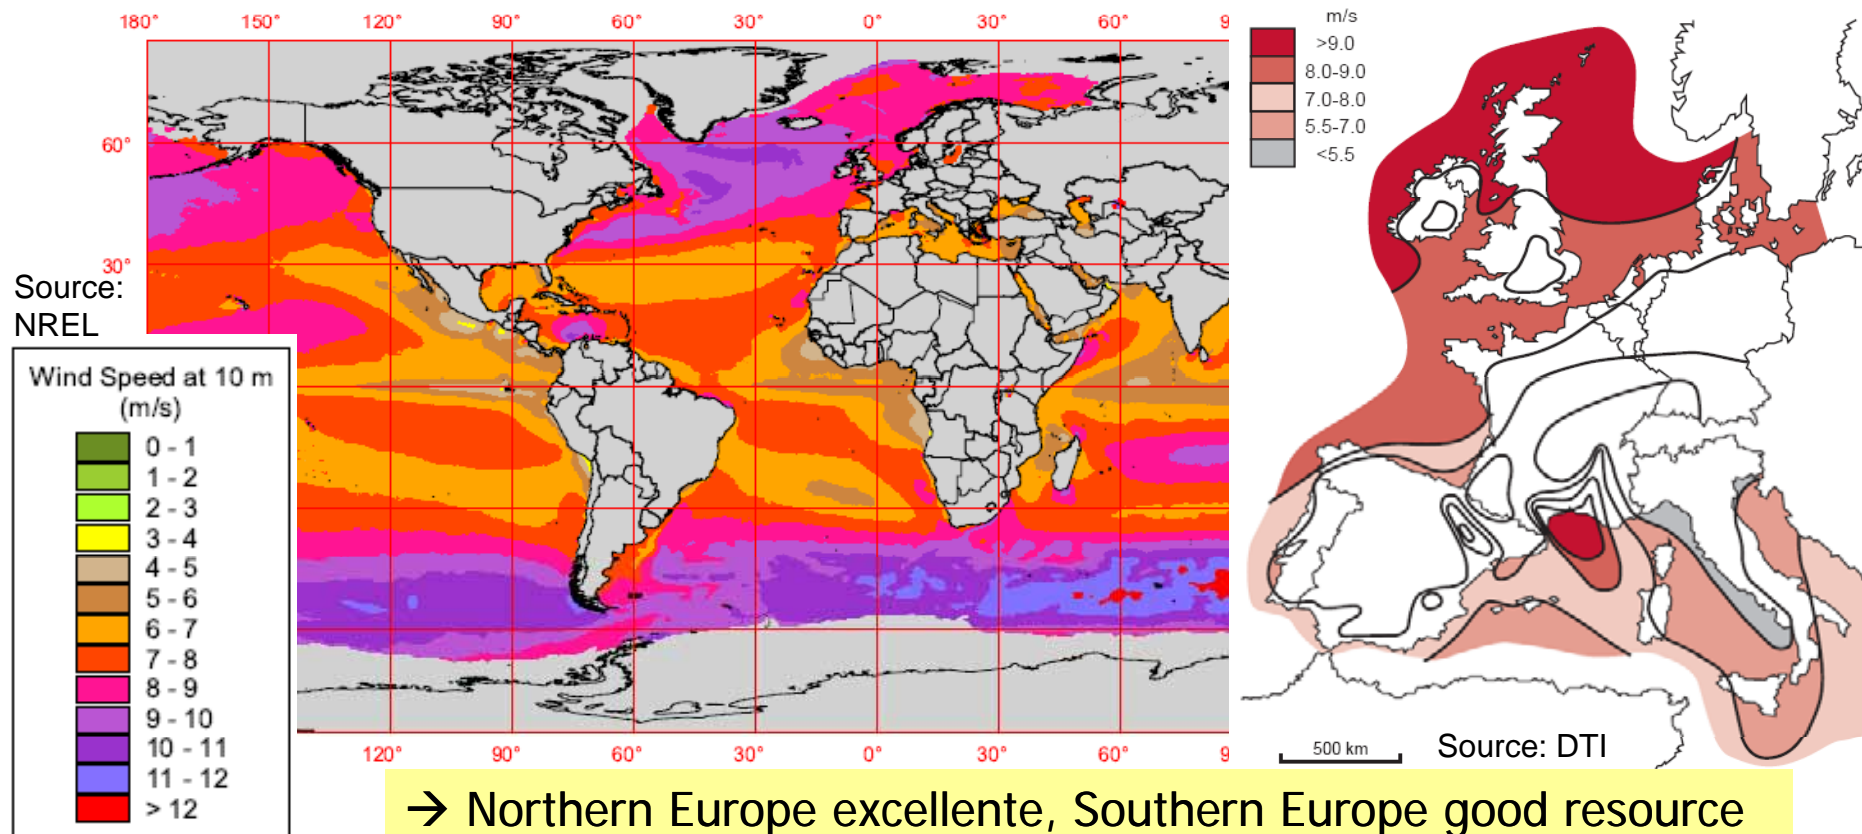 180° 150° 120° 90° 60° 30° 0° 30° 60° 9
60°
30°
Source:
NREL
Wind Speed at 10 m
(m/s)
0 - 1
1 - 2
2 - 3
3 - 4
4 - 5
5 - 6
6 - 7
7 - 8
8 - 9
9 - 10
10 - 11
11 - 12
> 12
120° 90° 60° 30° 0° 30° 60° 9
m/s
>9.0
8.0-9.0
7.0-8.0
5.5-7.0
<5.5
500 km
Source: DTI
→ Northern Europe excellente, Southern Europe good resource